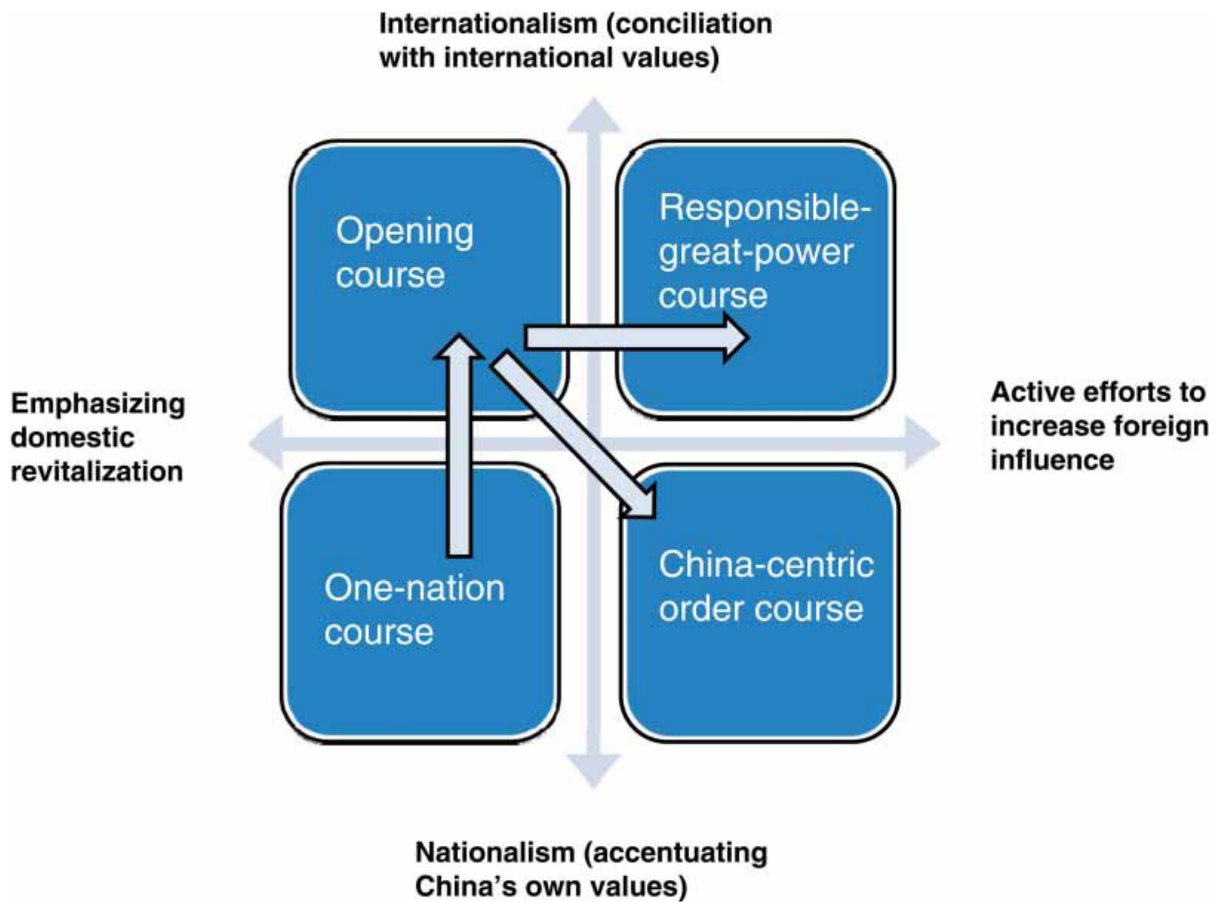 Internationalism (conciliation
with international values)
Opening
course
Responsible-
great-power
course
Emphasizing
domestic
revitalization
Active efforts to
increase foreign
influence
One-nation
course
China-centric
order course
Nationalism (accentuating
China's own values)